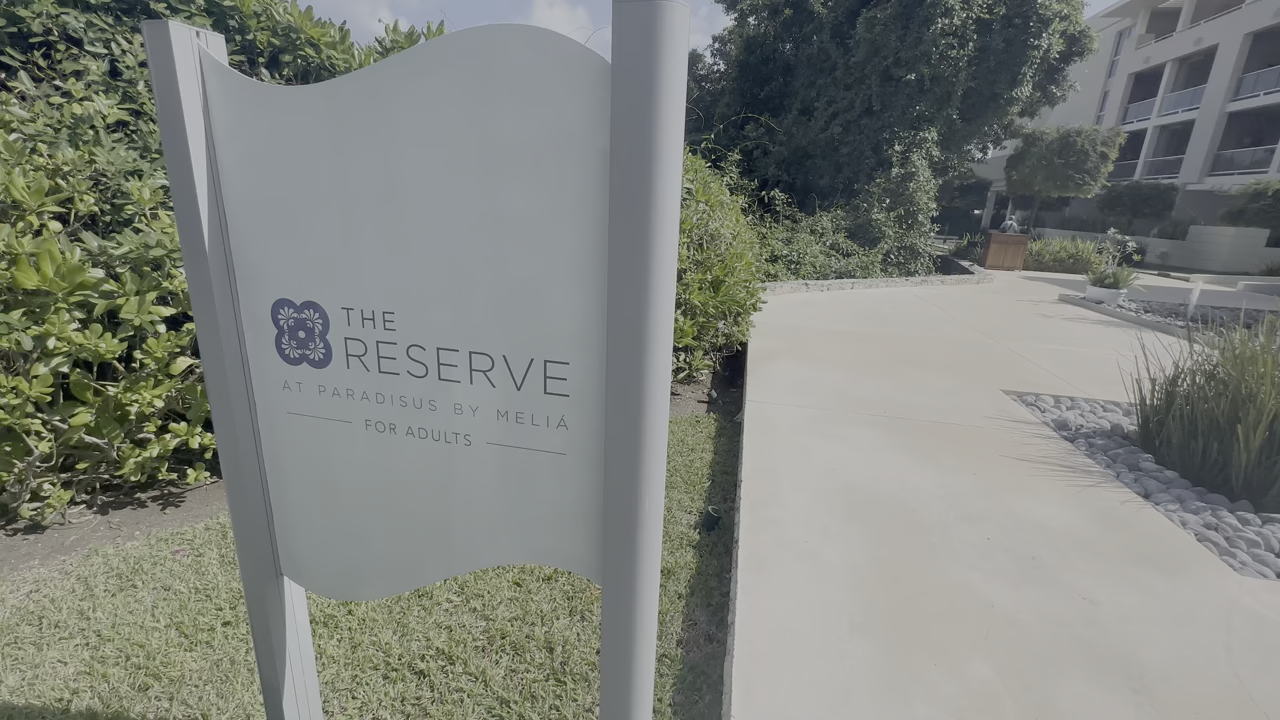 THE
RESERVE
AT PARADISUS BY MELIÁ
FOR ADULTS